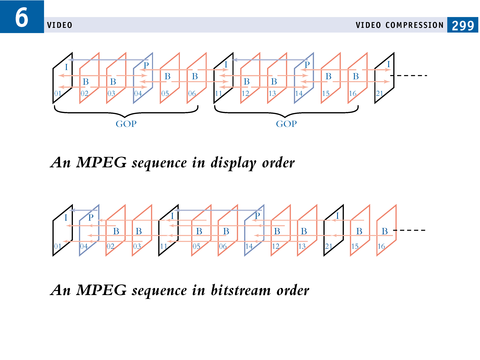 6 VIDEO VIDEO COMPRESSION 299
I B B P B B I B B P B B I
01 02 03 04 05 06 11 12 13 14 15 16 21
GOP GOP
An MPEG sequence in display order
I P B B I B B P B B I B B
01 04 02 03 11 05 06 14 12 13 21 15 16
An MPEG sequence in bitstream order